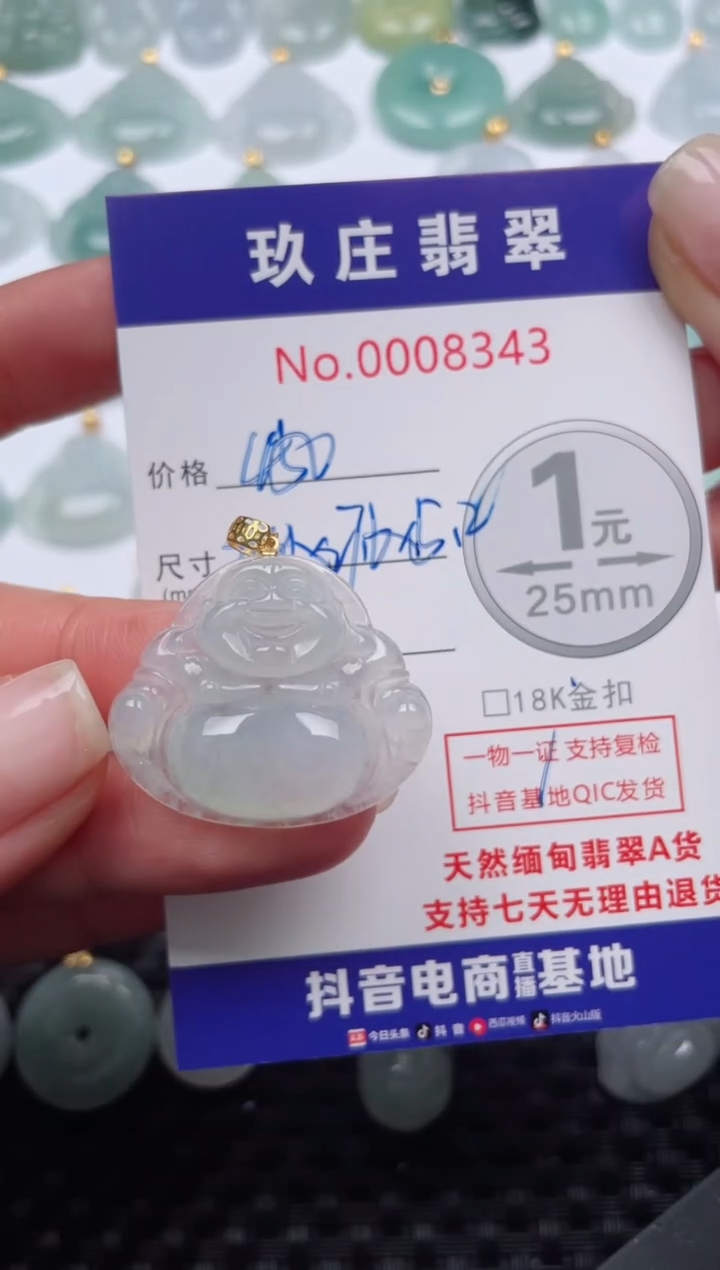 玖庄翡翠
No.0008343
价格
尺寸
1元
25mm
□18K金扣
一物一证 支持复检
抖音基地QIC发货
天然缅甸翡翠A货
支持七天无理由退货
抖音电商直播基地
今日头条 抖音 西瓜视频 抖音火山版